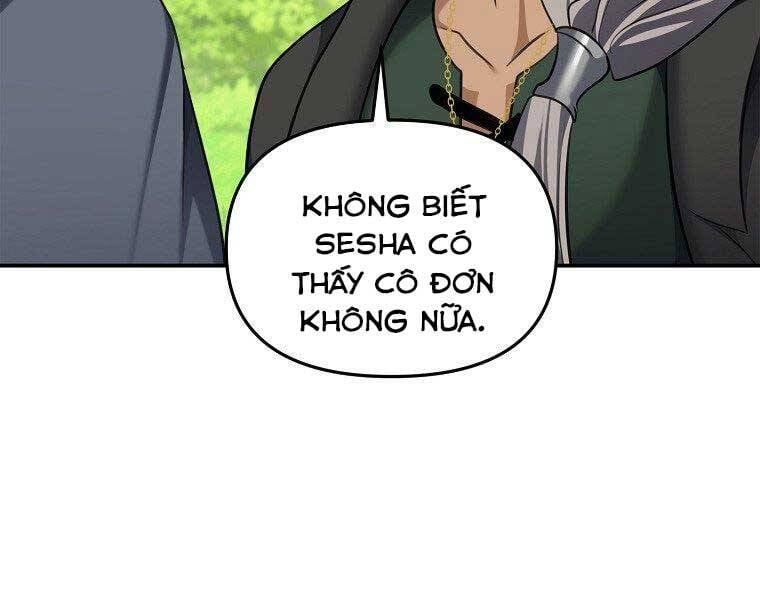 KHÔNG BIẾT
SESHA CÓ
THẤY CÔ ĐƠN
KHÔNG NỮA.